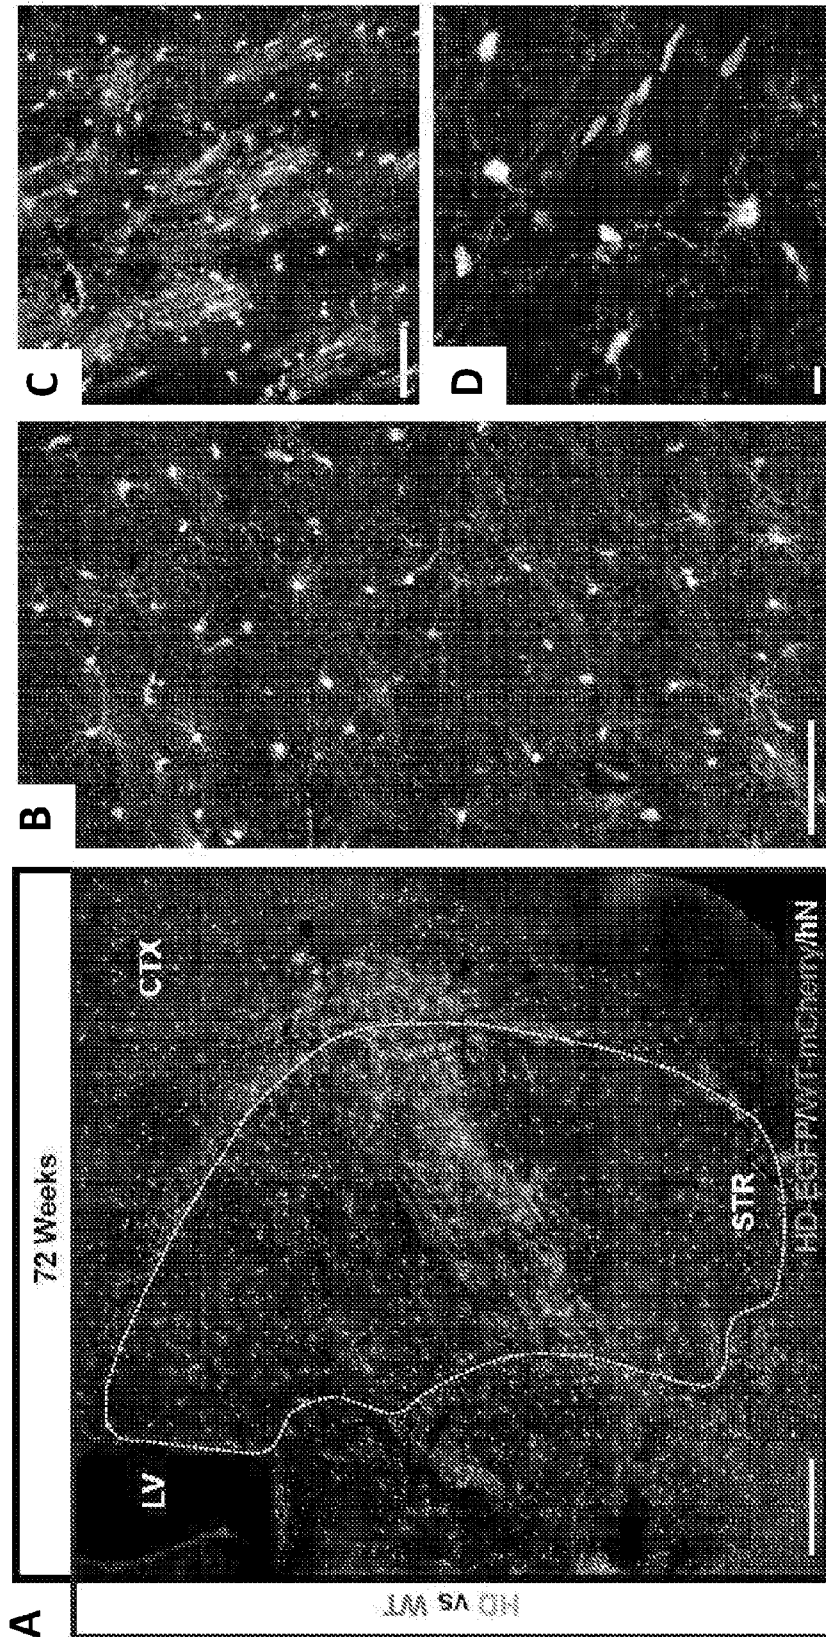 A
72 Weeks
HD vs WT
LV
CTX
STR
HD-EGFP/WT-mCherry/hN
B
C
D